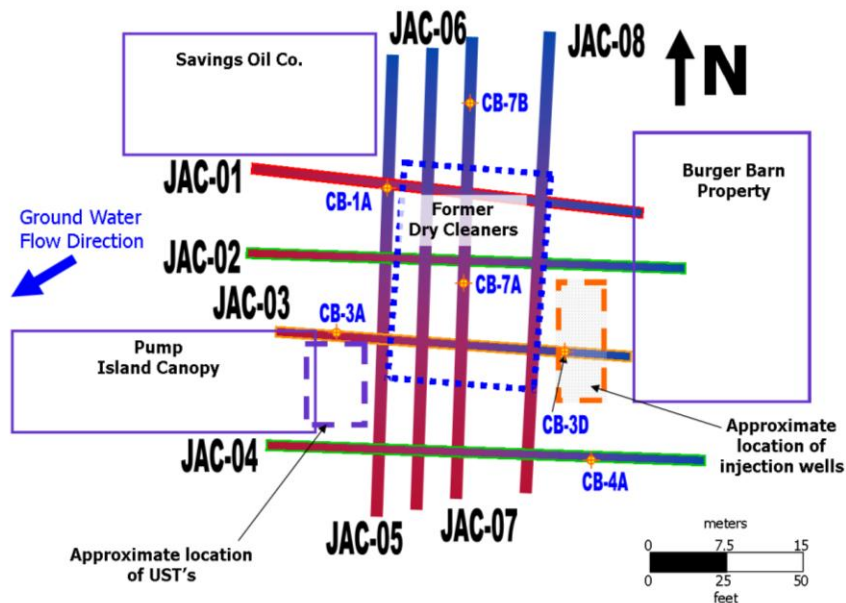 JAC-06
JAC-08
N
Savings Oil Co.
CB-7B
JAC-01
CB-1A
Burger Barn
Property
Former
Dry Cleaners
Ground Water
Flow Direction
JAC-02
CB-7A
JAC-03
CB-3A
Pump
Island Canopy
CB-3D
Approximate
location of
injection wells
JAC-04
CB-4A
JAC-05
JAC-07
Approximate location
of UST's
meters
0 7.5 15
0 25 50
feet